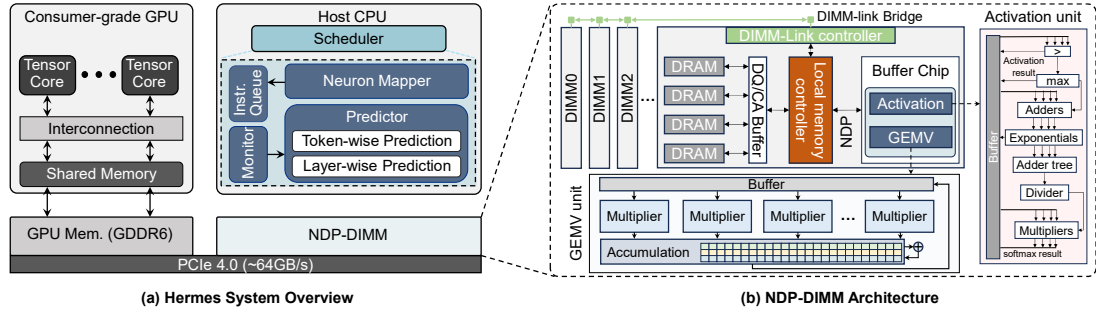 Consumer-grade GPU
Tensor
Core
Tensor
Core
Interconnection
Shared Memory
GPU Mem. (GDDR6)
Host CPU
Scheduler
Instr.
Queue
Neuron Mapper
Monitor
Predictor
Token-wise Prediction
Layer-wise Prediction
NDP-DIMM
PCIe 4.0 (~64GB/s)
(a) Hermes System Overview
DIMM0
DIMM1
DIMM2
...
DIMM-link Bridge
DIMM-Link controller
DRAM
DRAM
DRAM
DRAM
DQ/CA Buffer
Local memory
controller
NDP
Buffer Chip
Activation
GEMV
GEMV unit
Buffer
Multiplier
Multiplier
Multiplier
...
Multiplier
Accumulation
Activation unit
Buffer
>
Activation
result
max
Adders
Exponentials
Adder tree
Divider
Multipliers
softmax result
(b) NDP-DIMM Architecture